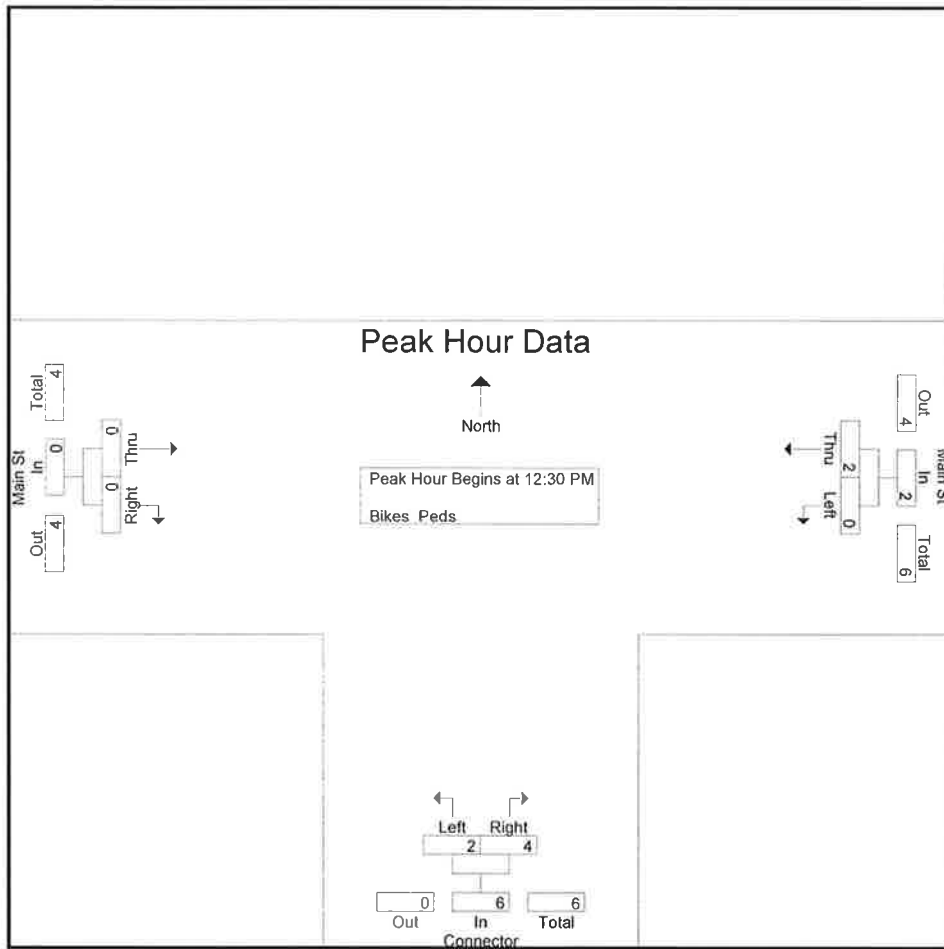 Peak Hour Data
North
Peak Hour Begins at 12:30 PM
Bikes Peds
Main St
Out In Total
4 0 4
Right Thru
0 0
Out In Total
4 2 6
Thru Left
2 0
Main St
Left Right
2 4
0 6 6
Out In Total
Connector